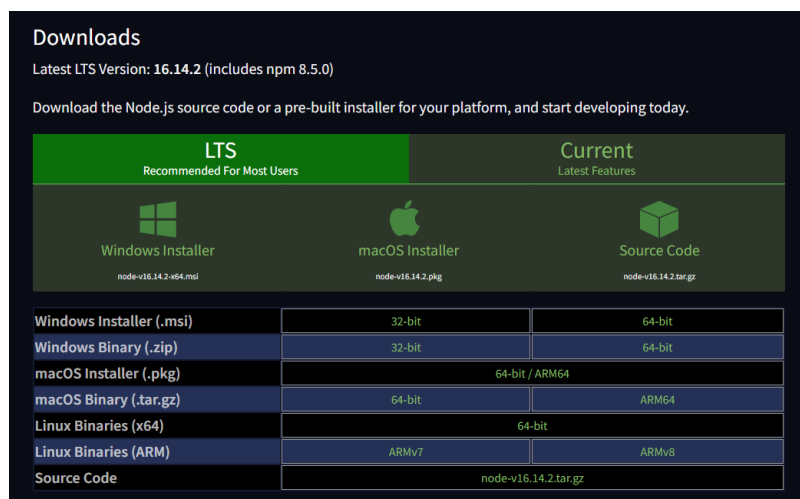 Downloads
Latest LTS Version: 16.14.2 (includes npm 8.5.0)
Download the Node.js source code or a pre-built installer for your platform, and start developing today.
LTS
Recommended For Most Users
Current
Latest Features
Windows Installer
node-v16.14.2-x64.msi
macOS Installer
node-v16.14.2.pkg
Source Code
node-v16.14.2.tar.gz
Windows Installer (.msi) 32-bit 64-bit
Windows Binary (.zip) 32-bit 64-bit
macOS Installer (.pkg) 64-bit / ARM64
macOS Binary (.tar.gz) 64-bit ARM64
Linux Binaries (x64) 64-bit
Linux Binaries (ARM) ARMv7 ARMv8
Source Code node-v16.14.2.tar.gz